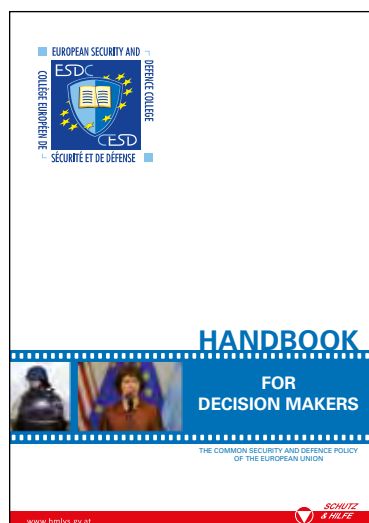 EUROPEAN SECURITY AND
DEFENCE COLLEGE
COLLÈGE EUROPÉEN DE
SÉCURITÉ ET DE DÉFENSE
ESDC
CESD
HANDBOOK
FOR
DECISION MAKERS
THE COMMON SECURITY AND DEFENCE POLICY
OF THE EUROPEAN UNION
SCHUTZ
& HILFE
www.bmlvs.gv.at